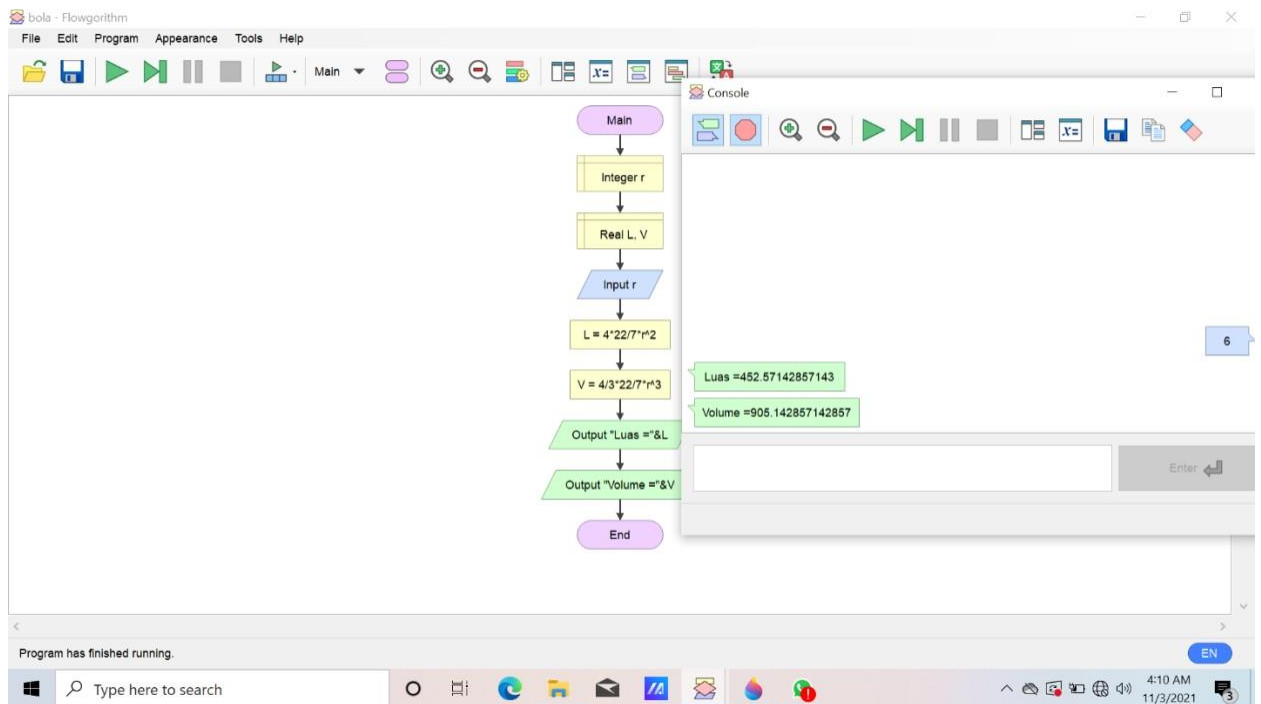 bola - Flowgorithm
File Edit Program Appearance Tools Help
Main
x=
Console
x=
Main
Integer r
Real L, V
Input r
L = 4*22/7*r^2
V = 4/3*22/7*r^3
Output "Luas ="&L
Output "Volume ="&V
End
6
Luas =452.57142857143
Volume =905.142857142857
Enter
Program has finished running.
EN
Type here to search
4:10 AM
11/3/2021
3